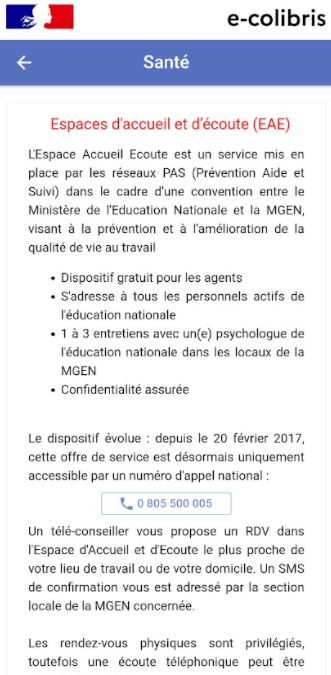 e-colibris
Santé
Espaces d'accueil et d'écoute (EAE)
L'Espace Accueil Ecoute est un service mis en
place par les réseaux PAS (Prévention Aide et
Suivi) dans le cadre d'une convention entre le
Ministère de l'Education Nationale et la MGEN,
visant à la prévention et à l'amélioration de la
qualité de vie au travail
• Dispositif gratuit pour les agents
• S'adresse à tous les personnels actifs de
l'éducation nationale
• 1 à 3 entretiens avec un(e) psychologue de
l'éducation nationale dans les locaux de la
MGEN
• Confidentialité assurée
Le dispositif évolue : depuis le 20 février 2017,
cette offre de service est désormais uniquement
accessible par un numéro d'appel national :
0 805 500 005
Un télé-conseiller vous propose un RDV dans
l'Espace d'Accueil et d'Ecoute le plus proche de
votre lieu de travail ou de votre domicile. Un SMS
de confirmation vous est adressé par la section
locale de la MGEN concernée.
Les rendez-vous physiques sont privilégiés,
toutefois une écoute téléphonique peut être